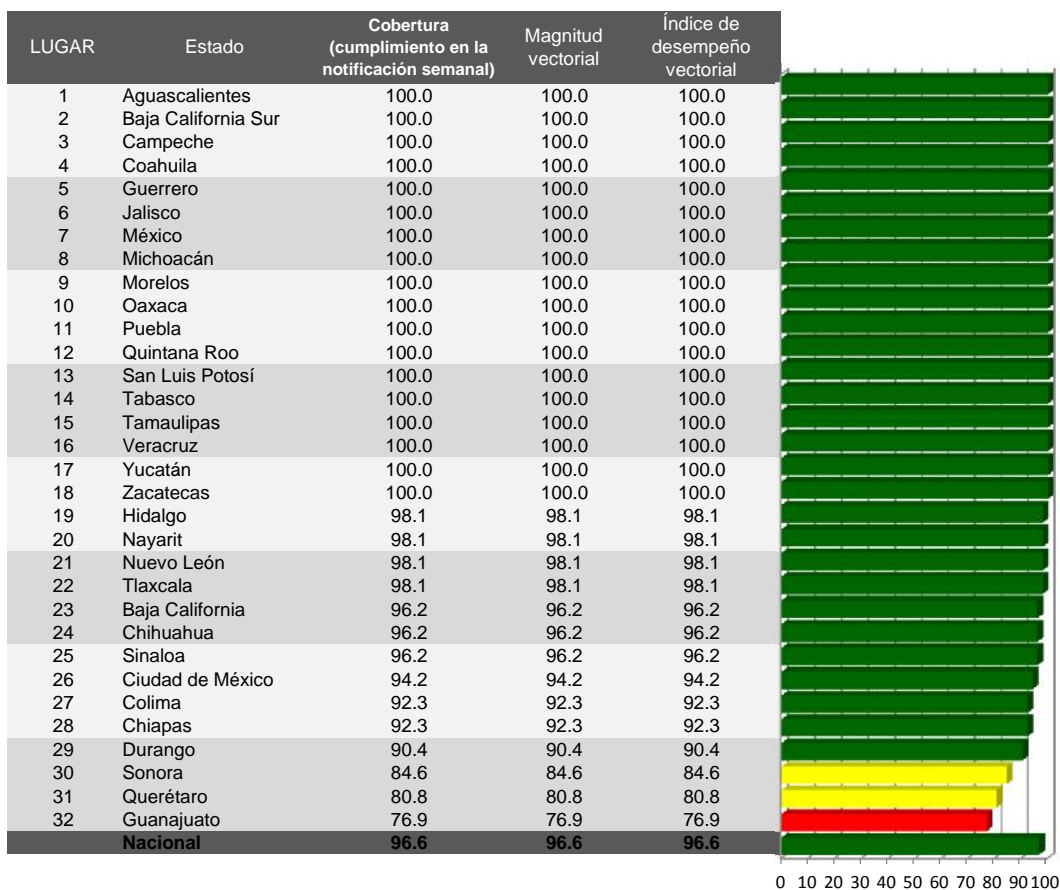 LUGAR Estado Cobertura (cumplimiento en la notificación semanal) Magnitud vectorial Índice de desempeño vectorial
1 Aguascalientes 100.0 100.0 100.0
2 Baja California Sur 100.0 100.0 100.0
3 Campeche 100.0 100.0 100.0
4 Coahuila 100.0 100.0 100.0
5 Guerrero 100.0 100.0 100.0
6 Jalisco 100.0 100.0 100.0
7 México 100.0 100.0 100.0
8 Michoacán 100.0 100.0 100.0
9 Morelos 100.0 100.0 100.0
10 Oaxaca 100.0 100.0 100.0
11 Puebla 100.0 100.0 100.0
12 Quintana Roo 100.0 100.0 100.0
13 San Luis Potosí 100.0 100.0 100.0
14 Tabasco 100.0 100.0 100.0
15 Tamaulipas 100.0 100.0 100.0
16 Veracruz 100.0 100.0 100.0
17 Yucatán 100.0 100.0 100.0
18 Zacatecas 100.0 100.0 100.0
19 Hidalgo 98.1 98.1 98.1
20 Nayarit 98.1 98.1 98.1
21 Nuevo León 98.1 98.1 98.1
22 Tlaxcala 98.1 98.1 98.1
23 Baja California 96.2 96.2 96.2
24 Chihuahua 96.2 96.2 96.2
25 Sinaloa 96.2 96.2 96.2
26 Ciudad de México 94.2 94.2 94.2
27 Colima 92.3 92.3 92.3
28 Chiapas 92.3 92.3 92.3
29 Durango 90.4 90.4 90.4
30 Sonora 84.6 84.6 84.6
31 Querétaro 80.8 80.8 80.8
32 Guanajuato 76.9 76.9 76.9
Nacional 96.6 96.6 96.6
0 10 20 30 40 50 60 70 80 90 100